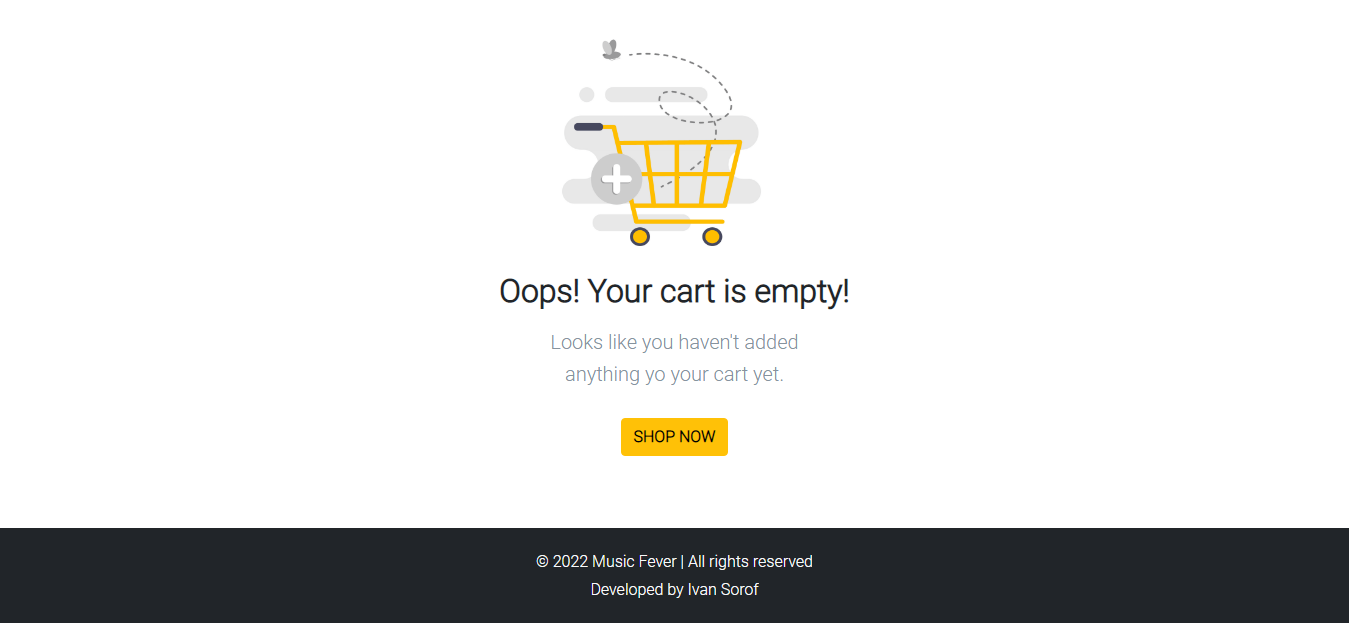 Oops! Your cart is empty!
Looks like you haven't added
anything yo your cart yet.
SHOP NOW
© 2022 Music Fever | All rights reserved
Developed by Ivan Sorof